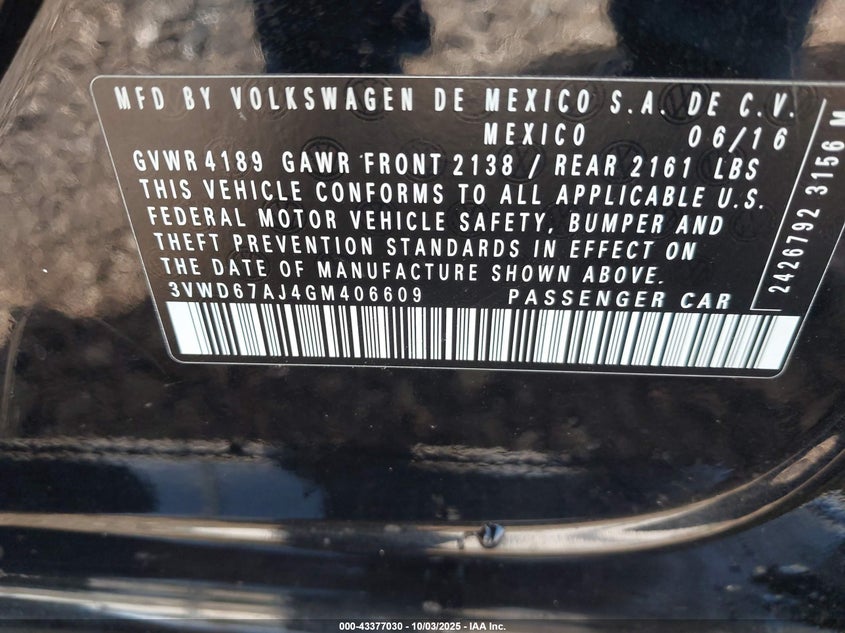 MFD BY VOLKSWAGEN DE MEXICO S.A. DE C.V.
MEXICO 06/16
GVWR 4189 GAWR FRONT 2138 / REAR 2161 LBS
THIS VEHICLE CONFORMS TO ALL APPLICABLE U.S.
FEDERAL MOTOR VEHICLE SAFETY, BUMPER AND
THEFT PREVENTION STANDARDS IN EFFECT ON
THE DATE OF MANUFACTURE SHOWN ABOVE.
3VWD67AJ4GM406609 PASSENGER CAR
2426792 3156 M
000-43377030 - 10/03/2025 - IAA Inc.